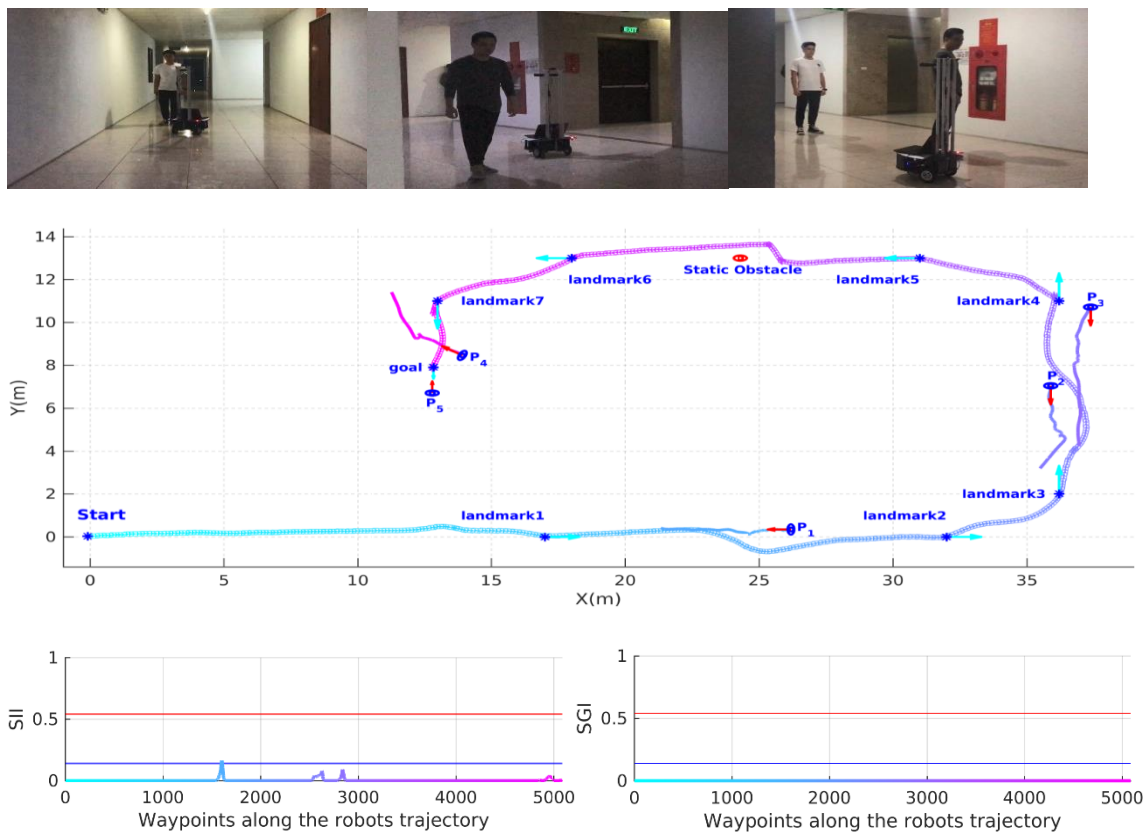 EXIT
14
12
10
8
6
4
2
0
Y(m)
landmark6
Static Obstacle
landmark5
landmark7
landmark4
P3
P4
goal
P5
P2
landmark3
Start
landmark1
P1
landmark2
0 5 10 15 20 25 30 35
X(m)
1
0.5
0
SII
0 1000 2000 3000 4000 5000
Waypoints along the robots trajectory
1
0.5
0
SGI
0 1000 2000 3000 4000 5000
Waypoints along the robots trajectory